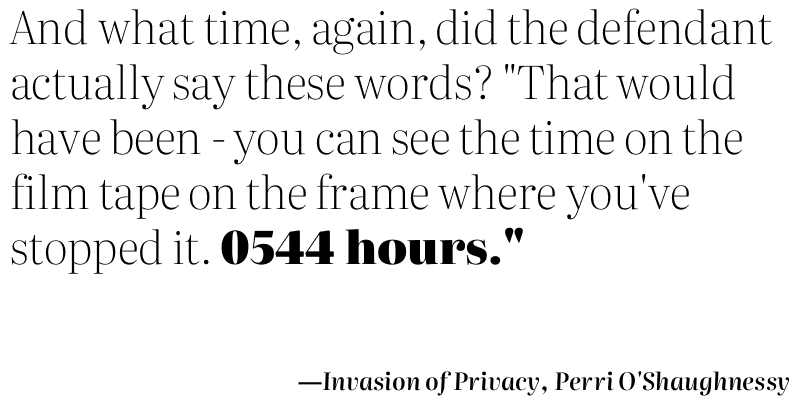 And what time, again, did the defendant
actually say these words? "That would
have been - you can see the time on the
film tape on the frame where you've
stopped it. 0544 hours."
—Invasion of Privacy, Perri O'Shaughnessy